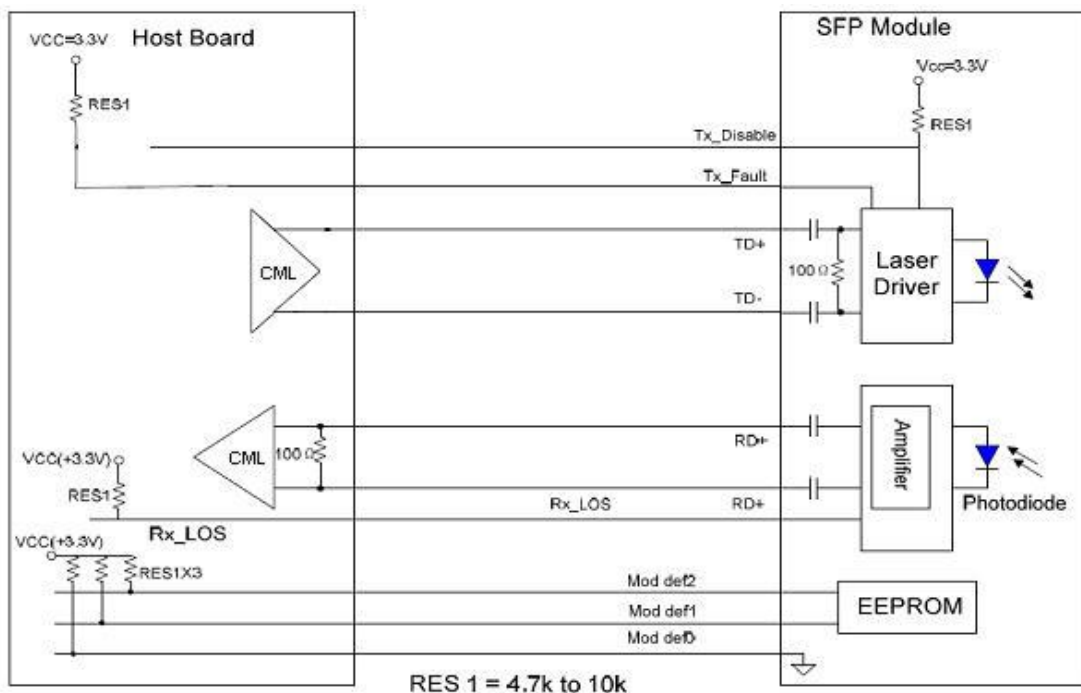 Host Board
VCC=3.3V
RES1
SFP Module
Vcc=3.3V
RES1
Tx_Disable
Tx_Fault
CML
TD+
TD-
100 Ω
Laser
Driver
CML
100 Ω
RD+
RD+
Amplifier
Photodiode
VCC(+3.3V)
RES1
Rx_LOS
Rx_LOS
VCC(+3.3V)
RES1X3
Mod def2
Mod def1
Mod def0
EEPROM
RES 1 = 4.7k to 10k